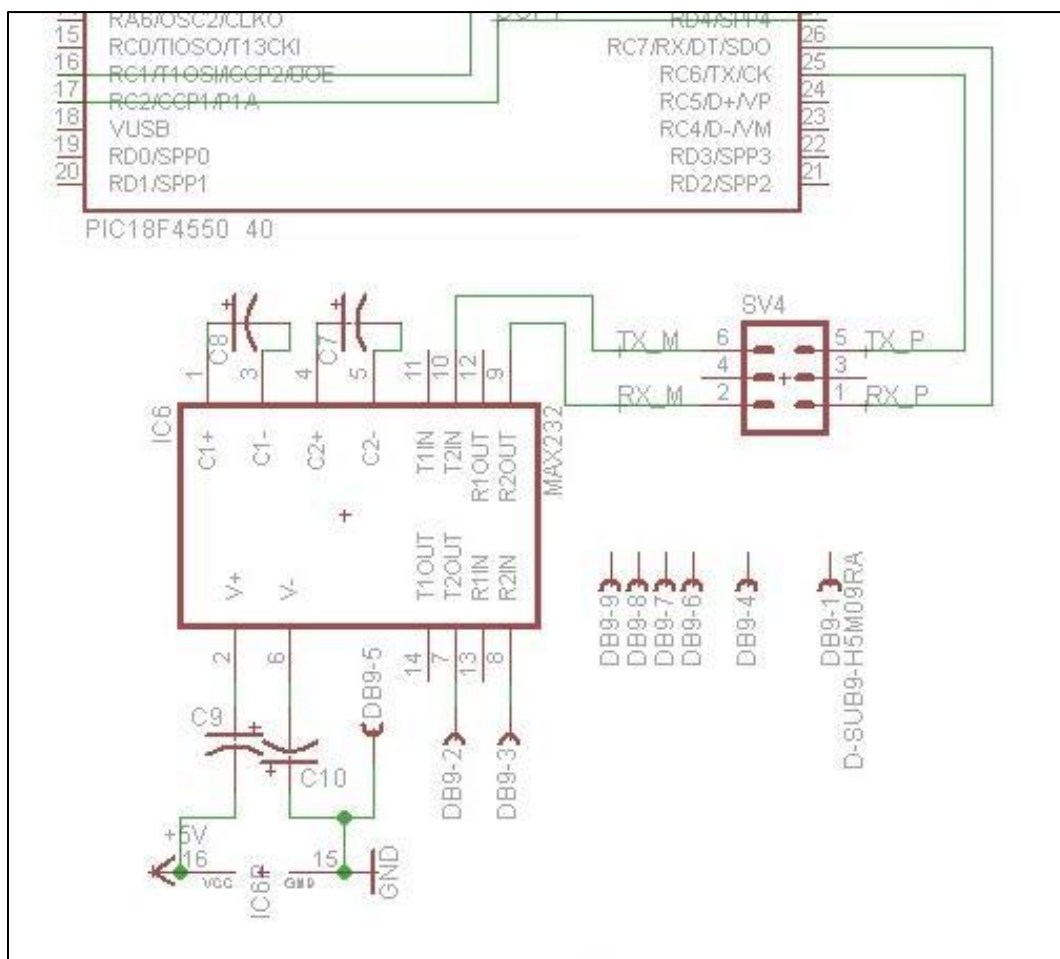 RA6/OSC2/CLKO
15
RC0/TIOSO/T13CKI
16
RC1/T1OSI/CCP2/UOE
17
RC2/CCP1/P1A
18
VUSB
19
RD0/SPP0
20
RD1/SPP1
RD4/SPP4
26
RC7/RX/DT/SDO
25
RC6/TX/CK
24
RC5/D+/VP
23
RC4/D-/VM
22
RD3/SPP3
21
RD2/SPP2
PIC18F4550 40
C8
C7
1
3
4
5
11
10
12
9
IC6
C1+
C1-
C2+
C2-
T1IN
T2IN
R1OUT
R2OUT
MAX232
V+
V-
T1OUT
T2OUT
R1IN
R2IN
2
6
14
7
13
8
SV4
TX_M
6
5
TX_P
4
3
RX_M
2
1
RX_P
DB9-9
DB9-8
DB9-7
DB9-6
DB9-4
DB9-1
D-SUB9-H5M09RA
DB9-5
DB9-2
DB9-3
C9
C10
+5V
16
VCC
IC6P
GND
15
GND